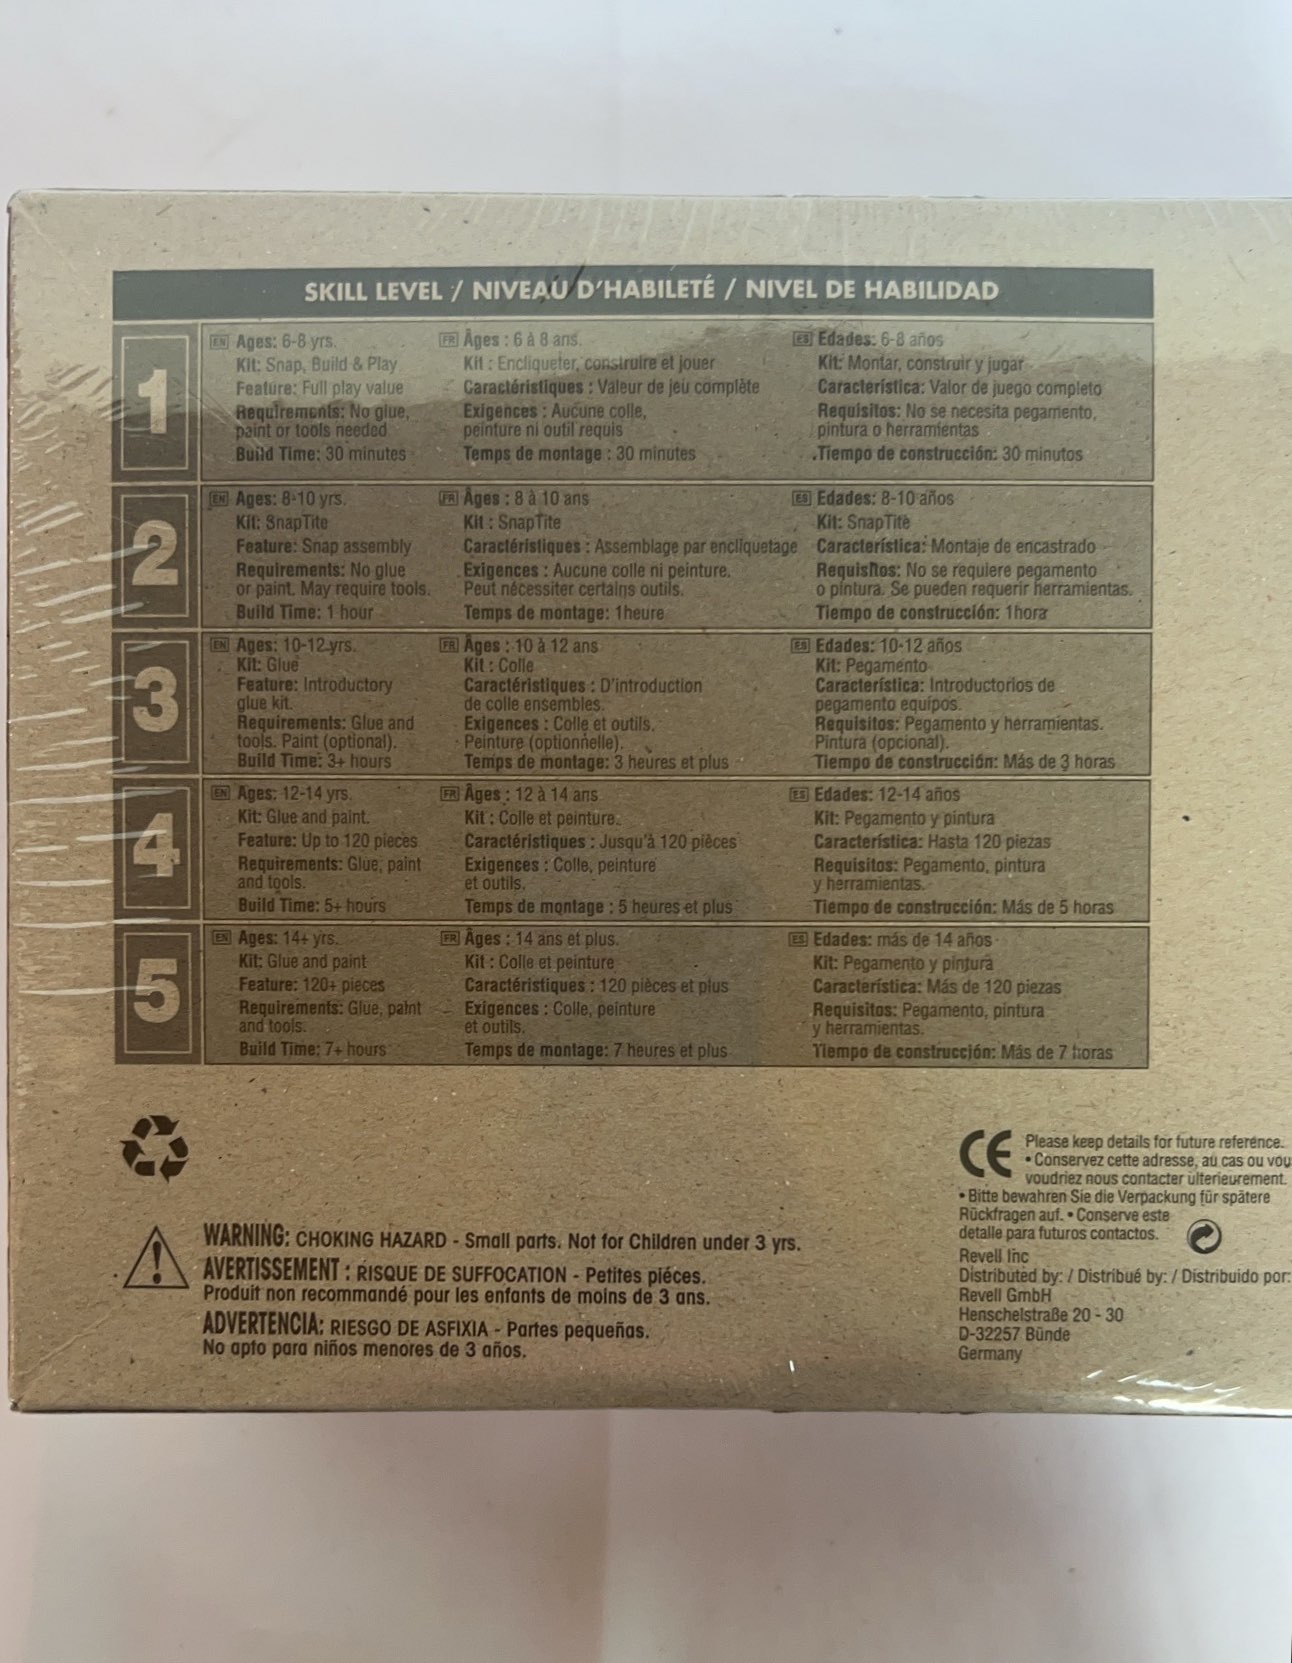 SKILL LEVEL / NIVEAU D'HABILETÉ / NIVEL DE HABILIDAD
1
EN Ages: 6-8 yrs.
Kit: Snap, Build & Play
Feature: Full play value
Requirements: No glue,
paint or tools needed
Build Time: 30 minutes
FR Âges : 6 à 8 ans.
Kit : Encliqueter, construire et jouer
Caractéristiques : Valeur de jeu complète
Exigences : Aucune colle,
peinture ni outil requis
Temps de montage : 30 minutes
ES Edades: 6-8 años
Kit: Montar, construir y jugar
Característica: Valor de juego completo
Requisitos: No se necesita pegamento,
pintura o herramientas
Tiempo de construcción: 30 minutos
2
EN Ages: 8-10 yrs.
Kit: SnapTite
Feature: Snap assembly
Requirements: No glue
or paint. May require tools.
Build Time: 1 hour
FR Âges : 8 à 10 ans
Kit : SnapTite
Caractéristiques : Assemblage par encliquetage
Exigences : Aucune colle ni peinture.
Peut nécessiter certains outils.
Temps de montage: 1heure
ES Edades: 8-10 años
Kit: SnapTite
Característica: Montaje de encastrado
Requisitos: No se requiere pegamento
o pintura. Se pueden requerir herramientas.
Tiempo de construcción: 1hora
3
EN Ages: 10-12 yrs.
Kit: Glue
Feature: Introductory
glue kit.
Requirements: Glue and
tools. Paint (optional).
Build Time: 3+ hours
FR Âges : 10 à 12 ans
Kit : Colle
Caractéristiques : D'introduction
de colle ensembles.
Exigences : Colle et outils.
Peinture (optionnelle).
Temps de montage: 3 heures et plus
ES Edades: 10-12 años
Kit: Pegamento
Característica: Introductorios de
pegamento equipos.
Requisitos: Pegamento y herramientas.
Pintura (opcional).
Tiempo de construcción: Más de 3 horas
4
EN Ages: 12-14 yrs.
Kit: Glue and paint.
Feature: Up to 120 pieces
Requirements: Glue, paint
and tools.
Build Time: 5+ hours
FR Âges : 12 à 14 ans
Kit : Colle et peinture.
Caractéristiques : Jusqu'à 120 pièces
Exigences : Colle, peinture
et outils.
Temps de montage : 5 heures et plus
ES Edades: 12-14 años
Kit: Pegamento y pintura
Característica: Hasta 120 piezas
Requisitos: Pegamento, pintura
y herramientas.
Tiempo de construcción: Más de 5 horas
5
EN Ages: 14+ yrs.
Kit: Glue and paint
Feature: 120+ pieces
Requirements: Glue, paint
and tools.
Build Time: 7+ hours
FR Âges : 14 ans et plus.
Kit : Colle et peinture
Caractéristiques : 120 pièces et plus
Exigences : Colle, peinture
et outils.
Temps de montage: 7 heures et plus
ES Edades: más de 14 años
Kit: Pegamento y pintura
Característica: Más de 120 piezas
Requisitos: Pegamento, pintura
y herramientas.
Tiempo de construcción: Más de 7 horas
WARNING: CHOKING HAZARD - Small parts. Not for Children under 3 yrs.
AVERTISSEMENT : RISQUE DE SUFFOCATION - Petites piéces.
Produit non recommandé pour les enfants de moins de 3 ans.
ADVERTENCIA: RIESGO DE ASFIXIA - Partes pequeñas.
No apto para niños menores de 3 años.
CE Please keep details for future reference.
• Conservez cette adresse, au cas ou vou
voudriez nous contacter ulterieurement.
• Bitte bewahren Sie die Verpackung für spätere
Rückfragen auf. • Conserve este
detalle para futuros contactos.
Revell Inc
Distributed by: / Distribué by: / Distribuido por:
Revell GmbH
Henschelstraße 20 - 30
D-32257 Bünde
Germany